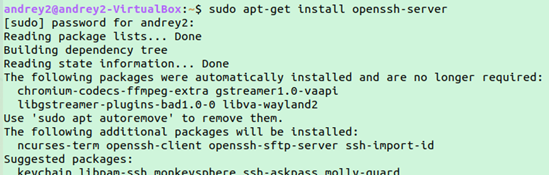 andrey2@andrey2-VirtualBox:~$ sudo apt-get install openssh-server
[sudo] password for andrey2:
Reading package lists... Done
Building dependency tree
Reading state information... Done
The following packages were automatically installed and are no longer required:
  chromium-codecs-ffmpeg-extra gstreamer1.0-vaapi
  libgstreamer-plugins-bad1.0-0 libva-wayland2
Use 'sudo apt autoremove' to remove them.
The following additional packages will be installed:
  ncurses-term openssh-client openssh-sftp-server ssh-import-id
Suggested packages:
  keychain libpam-ssh monkeysphere ssh-askpass molly-guard